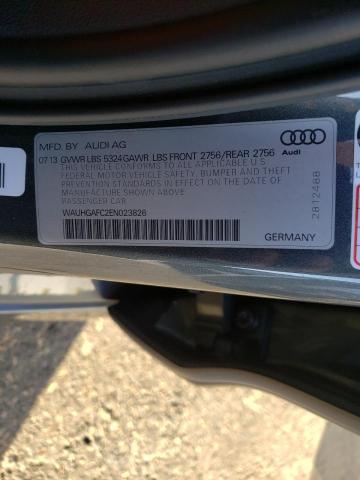 MFD. BY AUDI AG
07.13 GVWR LBS 5324 GAWR LBS FRONT 2756/REAR 2756
THIS VEHICLE CONFORMS TO ALL APPLICABLE U.S.
FEDERAL MOTOR VEHICLE SAFETY, BUMPER AND THEFT
PREVENTION STANDARDS IN EFFECT ON THE DATE OF
MANUFACTURE SHOWN ABOVE
PASSENGER CAR
WAUHGAFC2EN023826
GERMANY
Audi
2812488